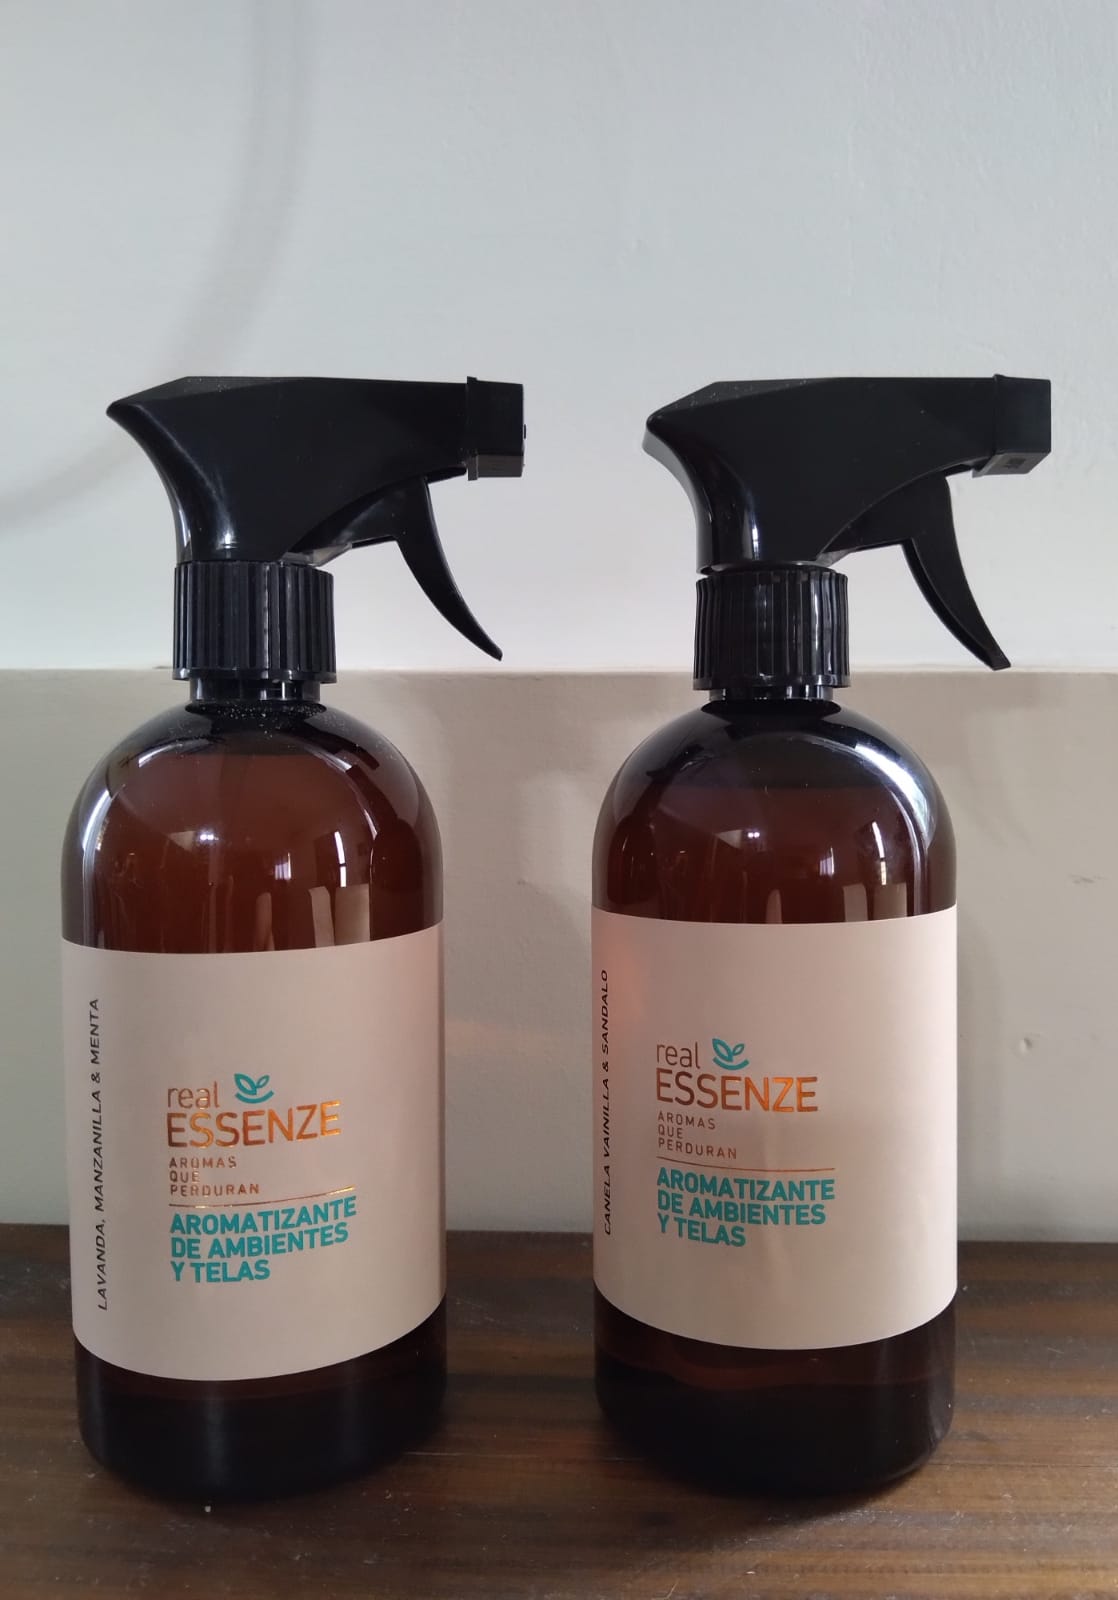 LAVANDA, MANZANILLA & MENTA
real
ESSENZE
AROMAS
QUE
PERDURAN
AROMATIZANTE
DE AMBIENTES
Y TELAS
CANELA VAINILLA & SANDALO
real
ESSENZE
AROMAS
QUE
PERDURAN
AROMATIZANTE
DE AMBIENTES
Y TELAS